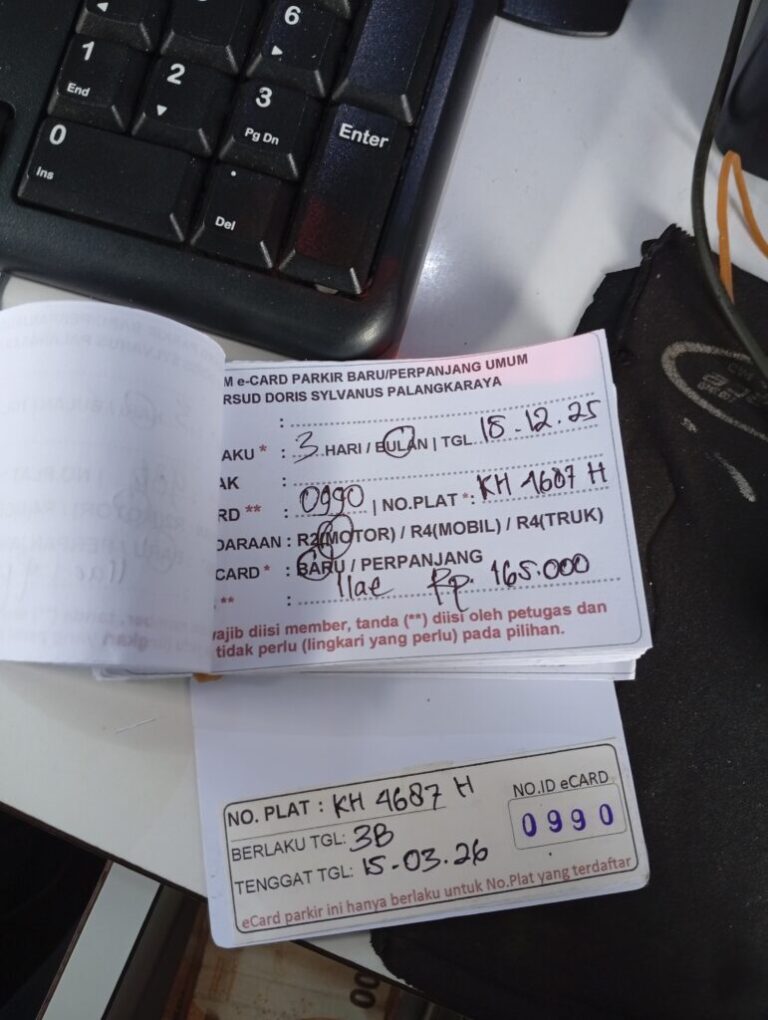 6
1
End
2
3
Pg Dn
Enter
0
Ins
.
Del
M e-CARD PARKIR BARU/PERPANJANG UMUM
RSUD DORIS SYLVANUS PALANGKARAYA
:
AKU * : 3 HARI / BULAN | TGL 15.12.25
AK :
RD ** : 0990 | NO.PLAT *: KH 4687 H
DARAAN : R2(MOTOR) / R4(MOBIL) / R4(TRUK)
CARD * : BARU / PERPANJANG
** : Ilae Rp. 165.000
wajib diisi member, tanda (**) diisi oleh petugas dan
tidak perlu (lingkari yang perlu) pada pilihan.
NO. PLAT : KH 4687 H
NO.ID eCARD
0990
BERLAKU TGL: 3B
TENGGAT TGL: 15-03.26
eCard parkir ini hanya berlaku untuk No.Plat yang terdaftar
00